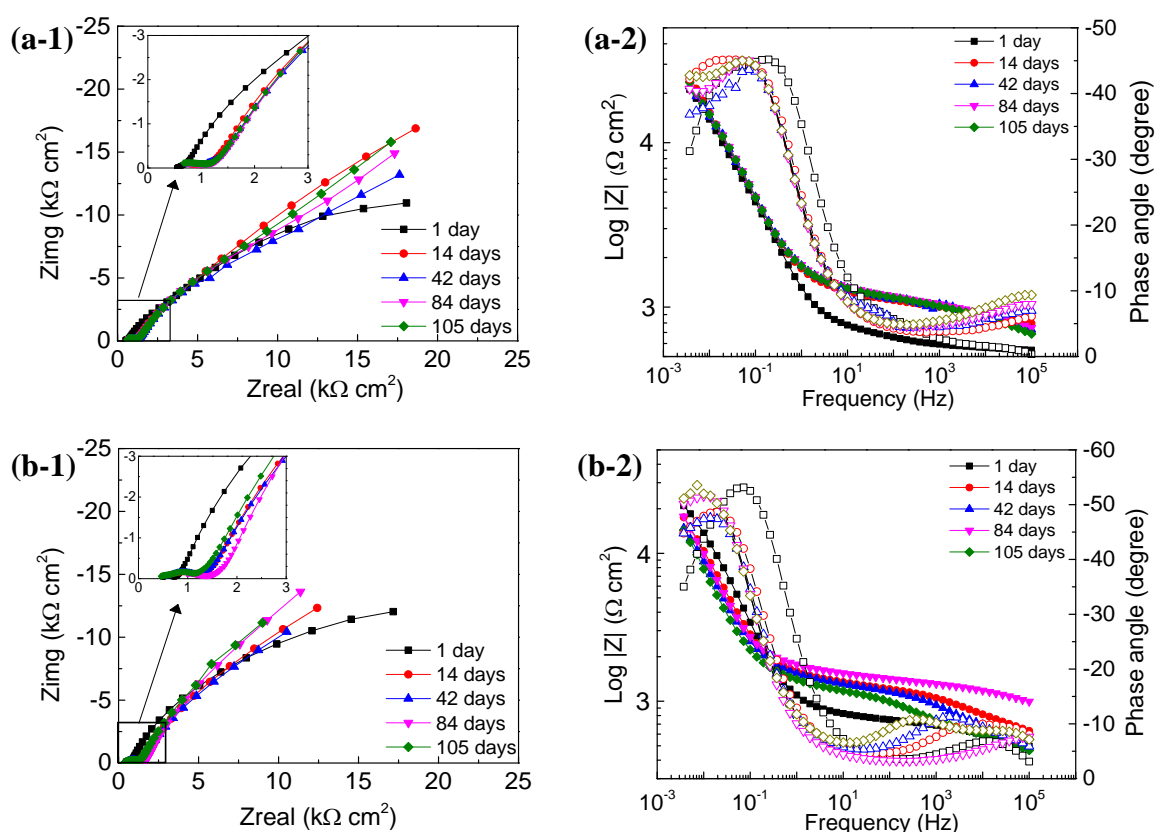 (a-1)
-25
-20
-15
-10
-5
0
0 5 10 15 20 25
Zimg (kΩ cm²)
Zreal (kΩ cm²)
-3
-2
-1
0
0 1 2 3
1 day
14 days
42 days
84 days
105 days
(a-2)
4
3
Log |Z| (Ω cm²)
10⁻³ 10⁻¹ 10¹ 10³ 10⁵
Frequency (Hz)
-50
-40
-30
-20
-10
0
Phase angle (degree)
1 day
14 days
42 days
84 days
105 days
(b-1)
-25
-20
-15
-10
-5
0
0 5 10 15 20 25
Zimg (kΩ cm²)
Zreal (kΩ cm²)
-3
-2
-1
0
0 1 2 3
1 day
14 days
42 days
84 days
105 days
(b-2)
4
3
Log |Z| (Ω cm²)
10⁻³ 10⁻¹ 10¹ 10³ 10⁵
Frequency (Hz)
-60
-50
-40
-30
-20
-10
0
Phase angle (degree)
1 day
14 days
42 days
84 days
105 days